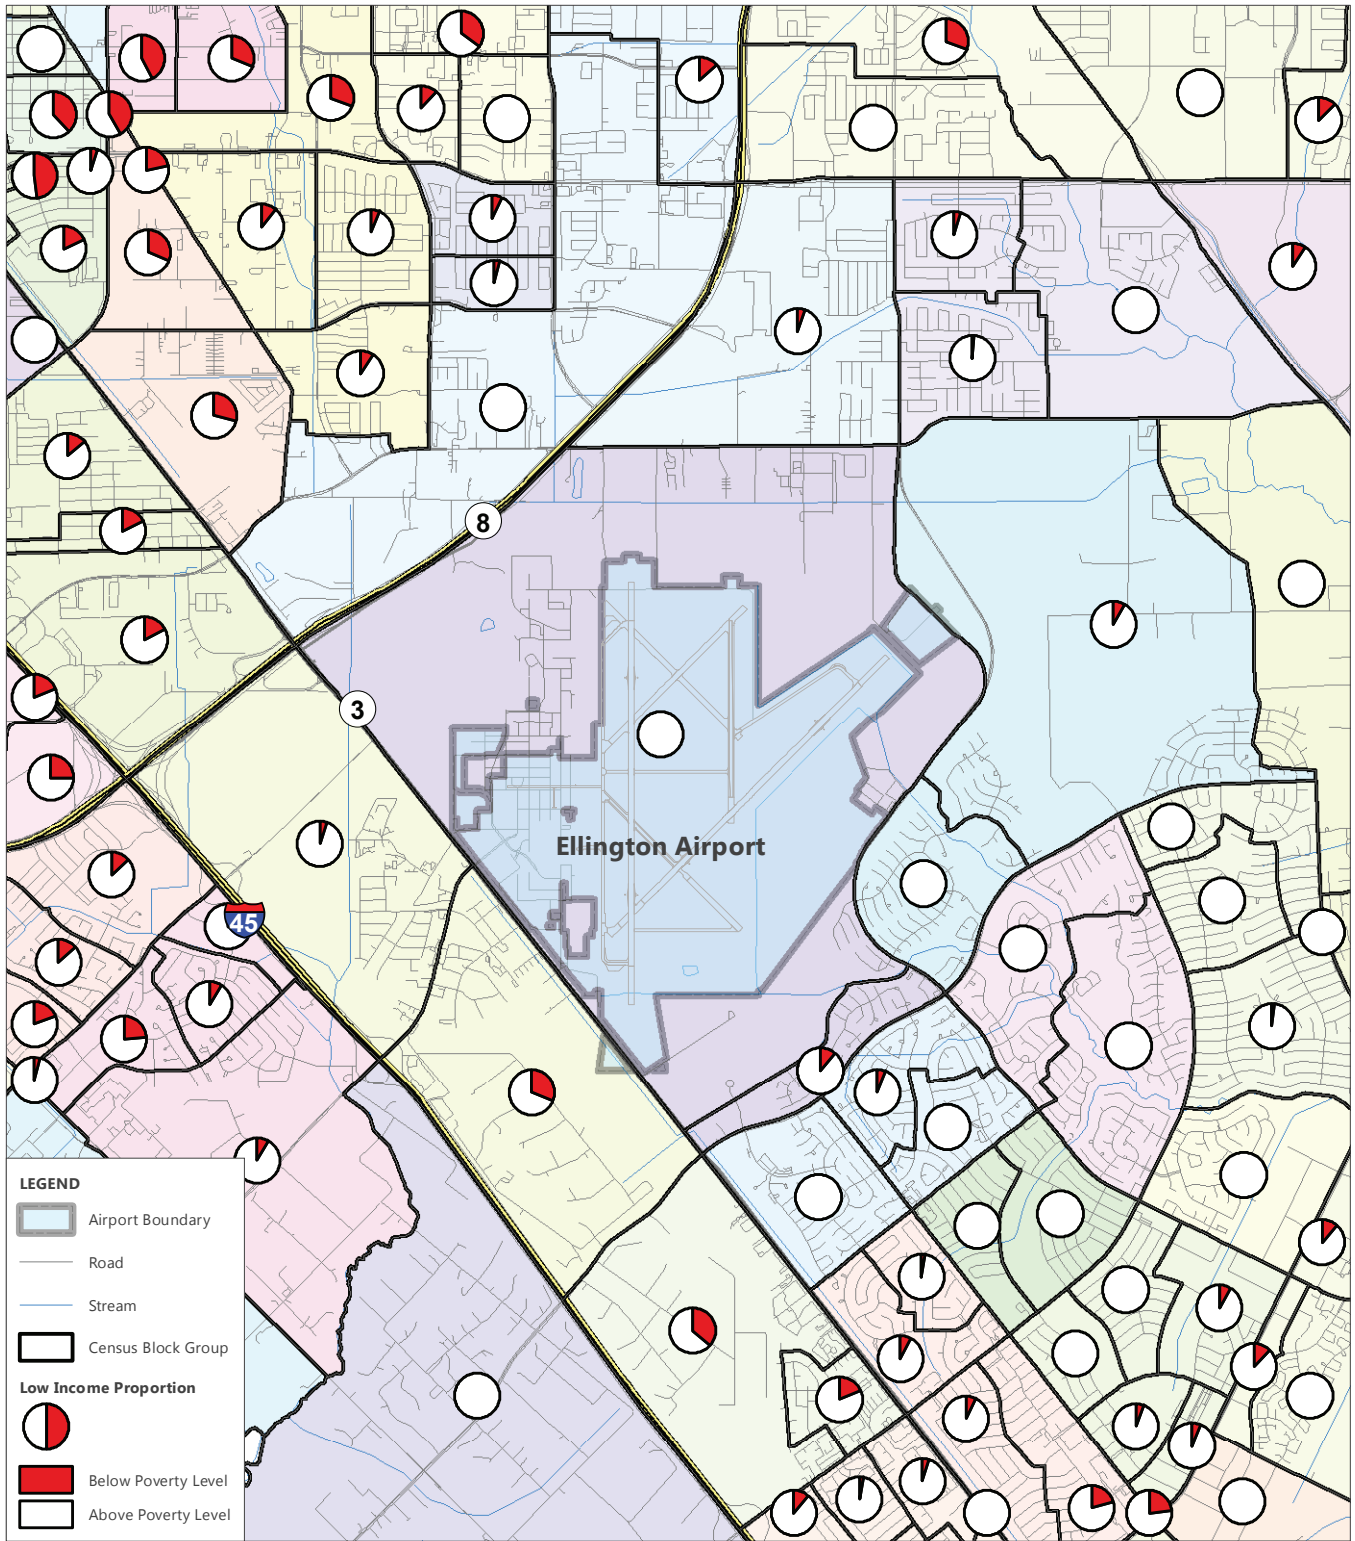 8
3
Ellington Airport
45
LEGEND
Airport Boundary
Road
Stream
Census Block Group
Low Income Proportion
Below Poverty Level
Above Poverty Level